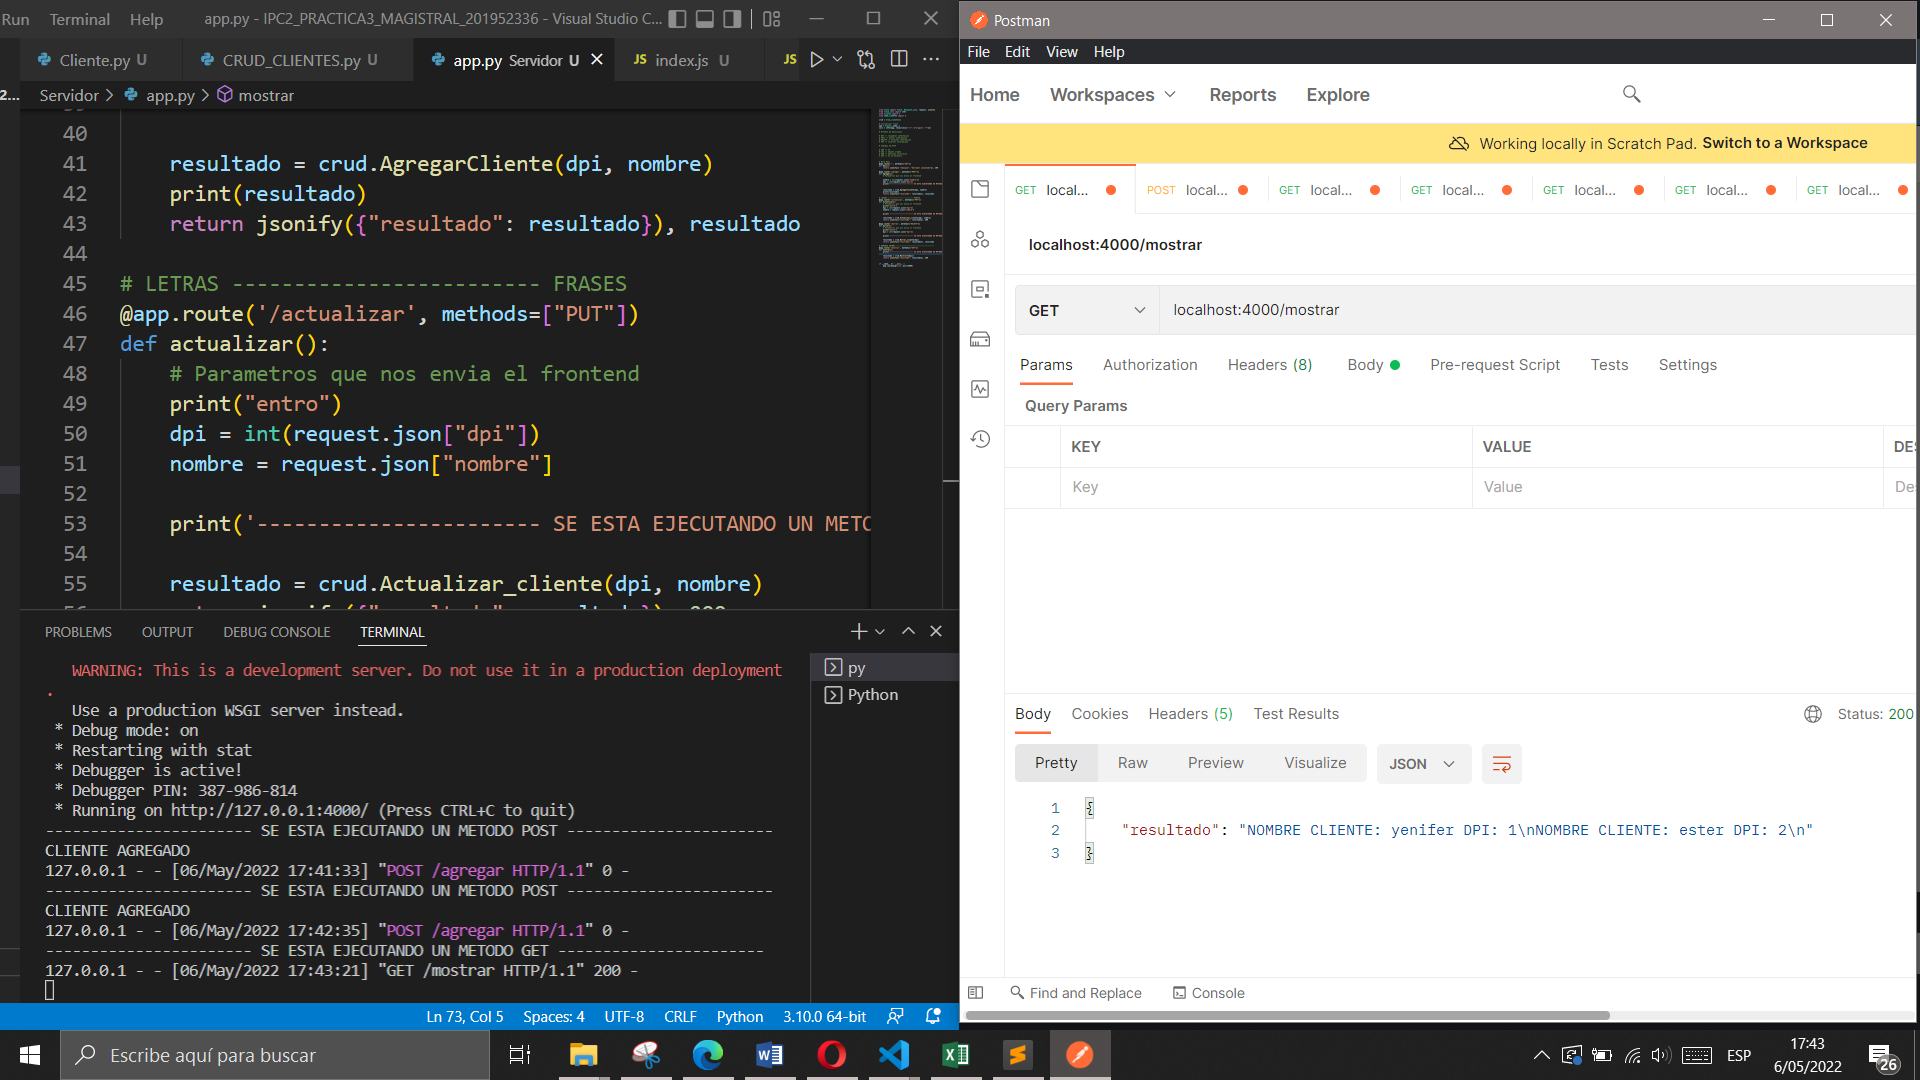 Run Terminal Help app.py - IPC2_PRACTICA3_MAGISTRAL_201952336 - Visual Studio C...
Cliente.py U CRUD_CLIENTES.py U app.py Servidor U index.js U JS
2... Servidor > app.py > mostrar
40
41 resultado = crud.AgregarCliente(dpi, nombre)
42 print(resultado)
43 return jsonify({"resultado": resultado}), resultado
44
45 # LETRAS ------------------------- FRASES
46 @app.route('/actualizar', methods=["PUT"])
47 def actualizar():
48 # Parametros que nos envia el frontend
49 print("entro")
50 dpi = int(request.json["dpi"])
51 nombre = request.json["nombre"]
52
53 print('----------------------- SE ESTA EJECUTANDO UN METO
54
55 resultado = crud.Actualizar_cliente(dpi, nombre)
PROBLEMS OUTPUT DEBUG CONSOLE TERMINAL
WARNING: This is a development server. Do not use it in a production deployment
.
Use a production WSGI server instead.
* Debug mode: on
* Restarting with stat
* Debugger is active!
* Debugger PIN: 387-986-814
* Running on http://127.0.0.1:4000/ (Press CTRL+C to quit)
----------------------- SE ESTA EJECUTANDO UN METODO POST -----------------------
CLIENTE AGREGADO
127.0.0.1 - - [06/May/2022 17:41:33] "POST /agregar HTTP/1.1" 0 -
----------------------- SE ESTA EJECUTANDO UN METODO POST -----------------------
CLIENTE AGREGADO
127.0.0.1 - - [06/May/2022 17:42:35] "POST /agregar HTTP/1.1" 0 -
----------------------- SE ESTA EJECUTANDO UN METODO GET -----------------------
127.0.0.1 - - [06/May/2022 17:43:21] "GET /mostrar HTTP/1.1" 200 -
py
Python
Ln 73, Col 5 Spaces: 4 UTF-8 CRLF Python 3.10.0 64-bit
Postman
File Edit View Help
Home Workspaces Reports Explore
Working locally in Scratch Pad. Switch to a Workspace
GET local... POST local... GET local... GET local... GET local... GET local... GET local...
localhost:4000/mostrar
GET localhost:4000/mostrar
Params Authorization Headers (8) Body Pre-request Script Tests Settings
Query Params
KEY VALUE DES
Key Value Des
Body Cookies Headers (5) Test Results Status: 200
Pretty Raw Preview Visualize JSON
1 {
2 "resultado": "NOMBRE CLIENTE: yenifer DPI: 1\nNOMBRE CLIENTE: ester DPI: 2\n"
3 }
Find and Replace Console
Escribe aquí para buscar
ESP
17:43
6/05/2022
26